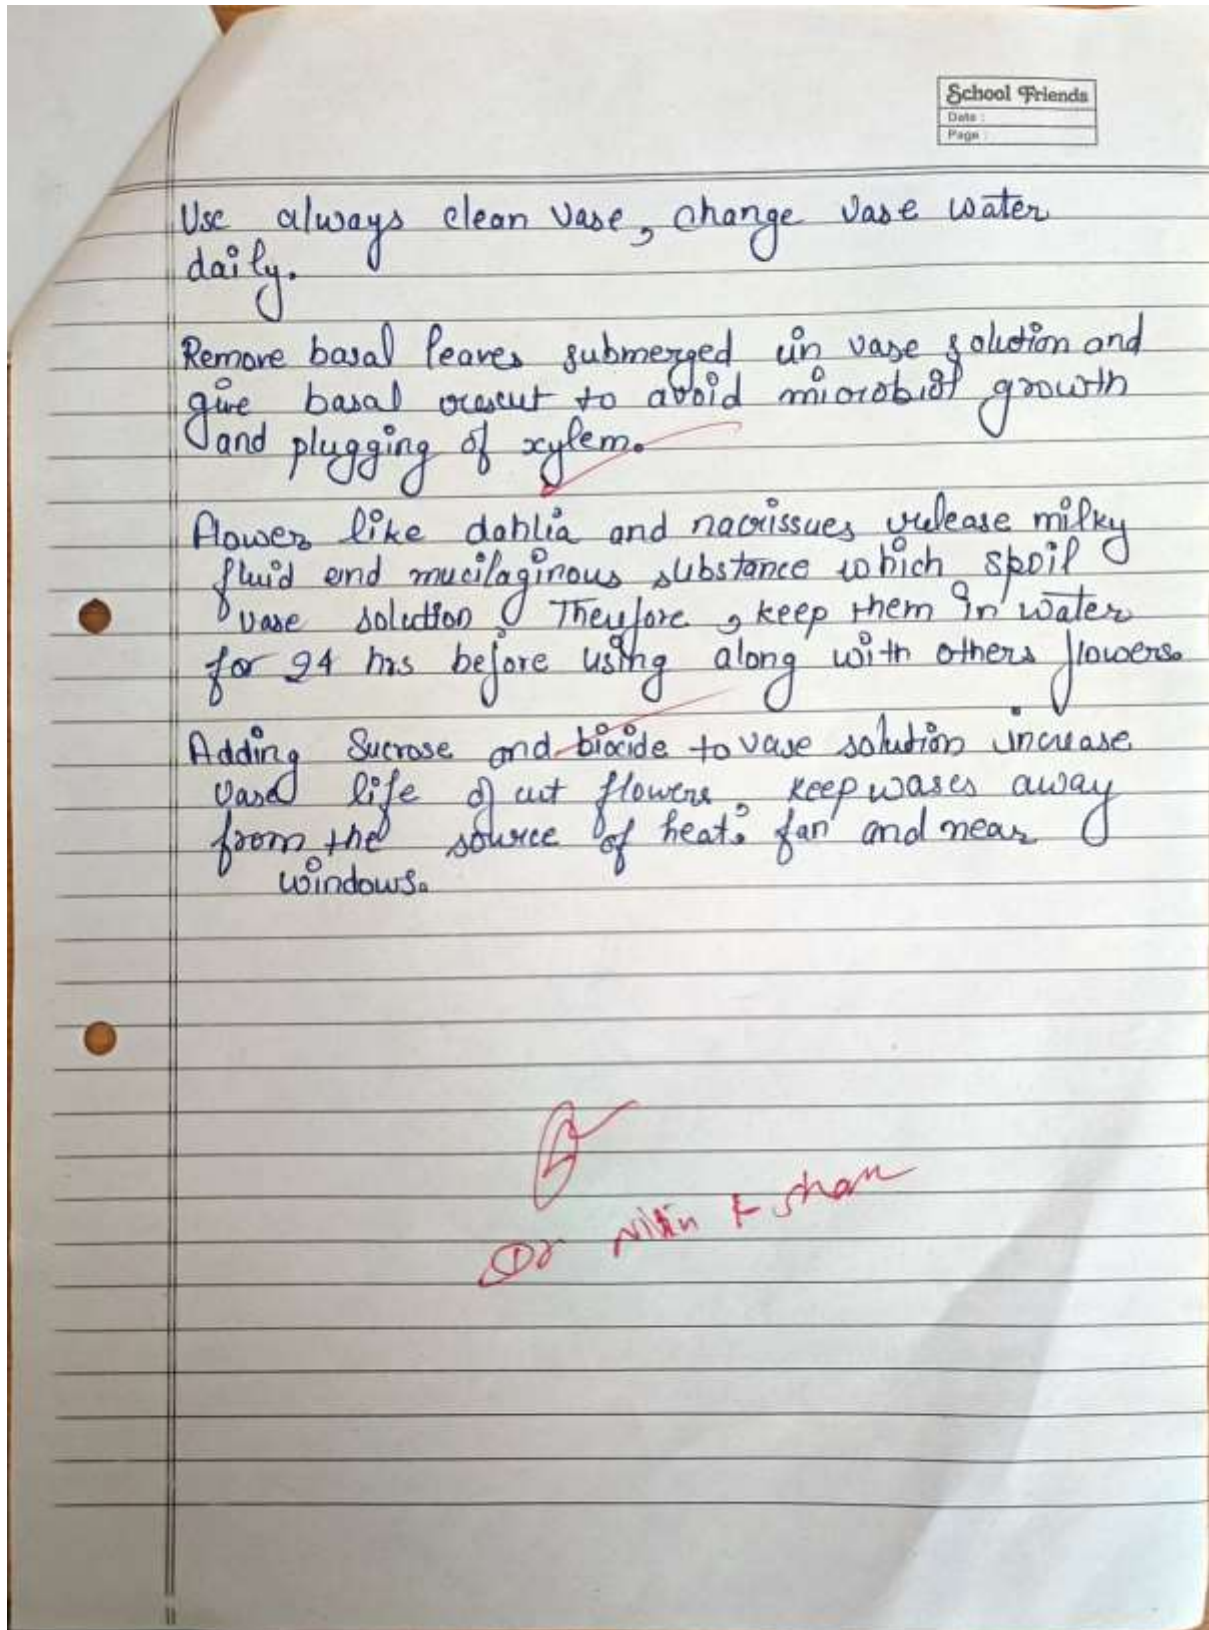 School Friends
Date :
Page :
Use always clean vase, change vase water
daily.
Remove basal leaves submerged in vase solution and
give basal recut to avoid microbial growth
and plugging of xylem.
flower like dahlia and nacrissues release milky
fluid and mucilaginous substance which spoil
vase solution. Therefore, keep them in water
for 24 hrs before using along with others flowers.
Adding Sucrose and biocide to vase solution increase
vase life of cut flowers, keep wases away
from the source of heat, fan and near
windows.
Dr Nitin